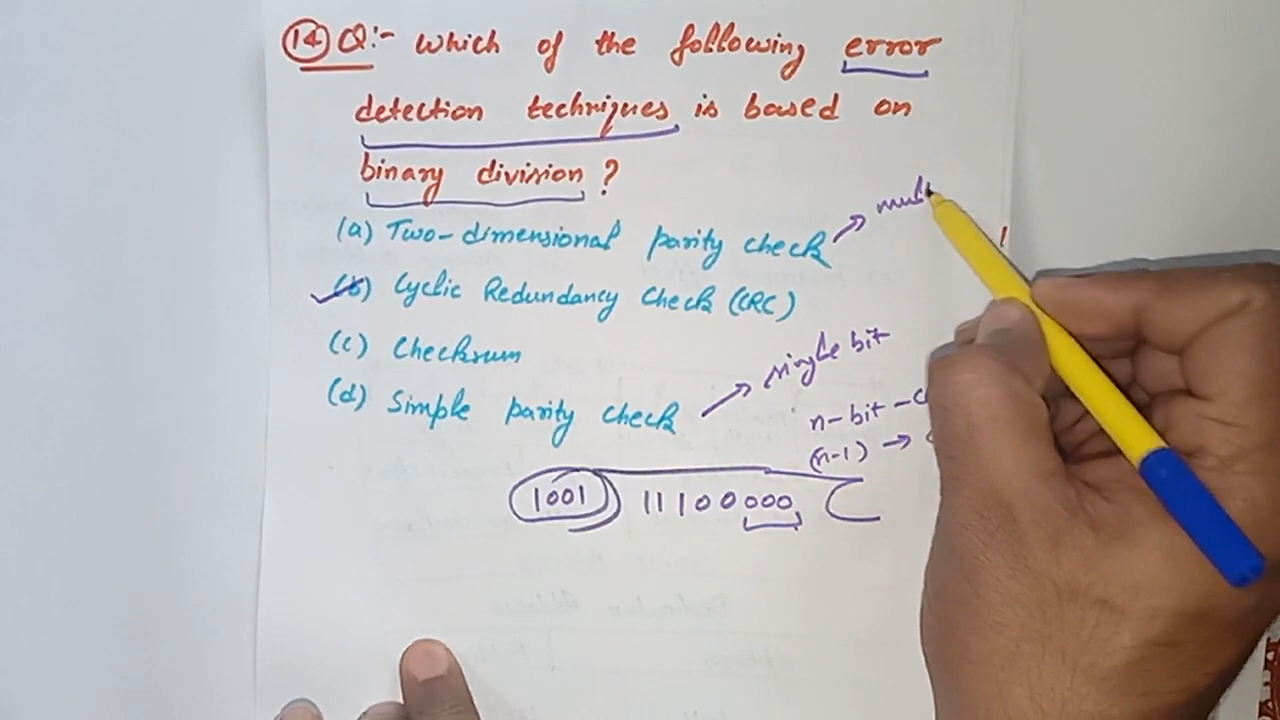 14 Q:- Which of the following error
detection techniques is based on
binary division ?
(a) Two-dimensional parity check → mul
(b) Cyclic Redundancy Check (CRC)
(c) Checksum
(d) Simple parity check → single bit
n-bit -
(n-1) →
1001 ) 11100000 (